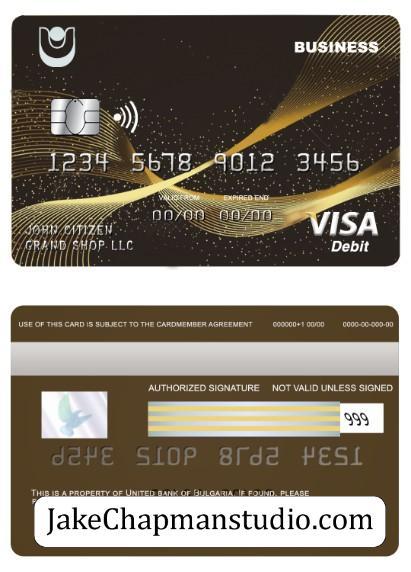 BUSINESS
1234 5678 9012 3456
VALID FROM EXPIRED END
00/00 00/00
JOHN CITIZEN
GRAND SHOP LLC
VISA
Debit
USE OF THIS CARD IS SUBJECT TO THE CARDMEMBER AGREEMENT 000000+1 00/00 0000-00-000-00
AUTHORIZED SIGNATURE NOT VALID UNLESS SIGNED
999
THIS IS A PROPERTY OF UNITED BANK OF BULGARIA. IF FOUND, PLEASE
JakeChapmanstudio.com